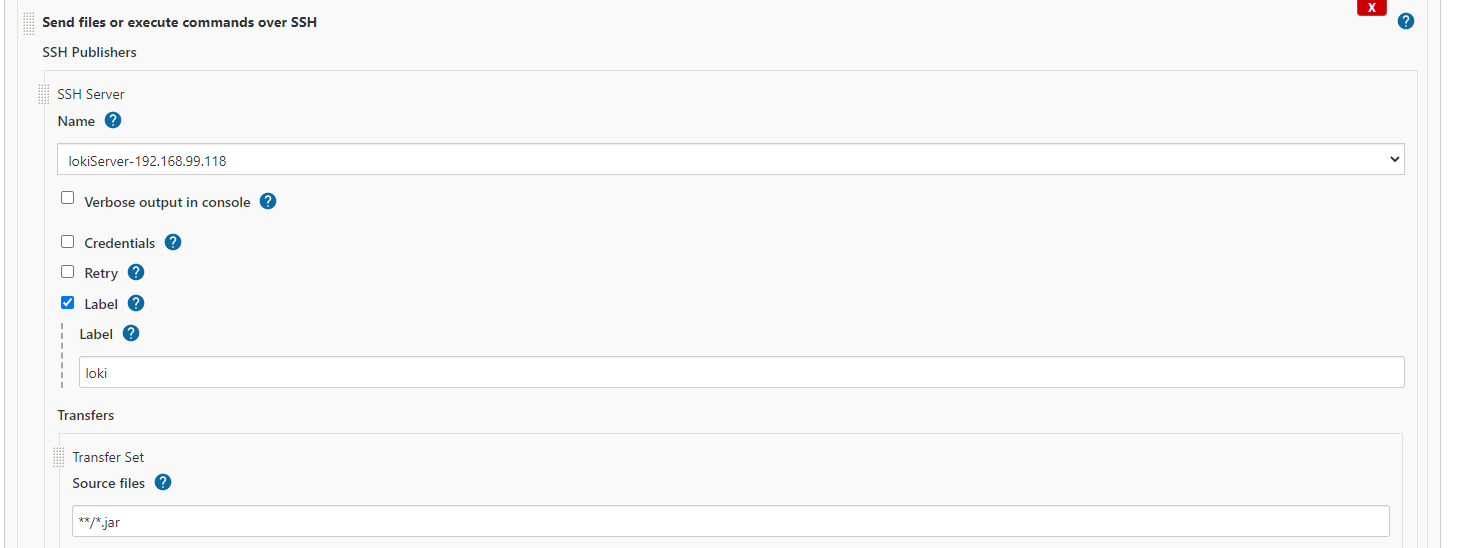 X
Send files or execute commands over SSH
?
SSH Publishers
SSH Server
Name ?
lokiServer-192.168.99.118
Verbose output in console ?
Credentials ?
Retry ?
Label ?
Label ?
loki
Transfers
Transfer Set
Source files ?
**/*.jar